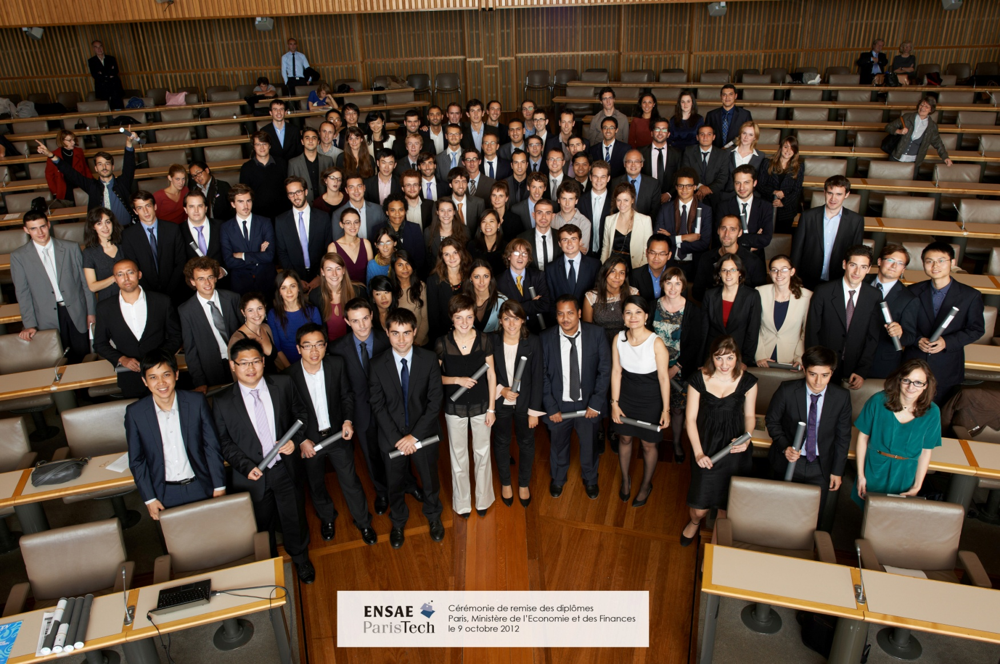 ENSAE
ParisTech
Cérémonie de remise des diplômes
Paris, Ministère de l'Economie et des Finances
le 9 octobre 2012